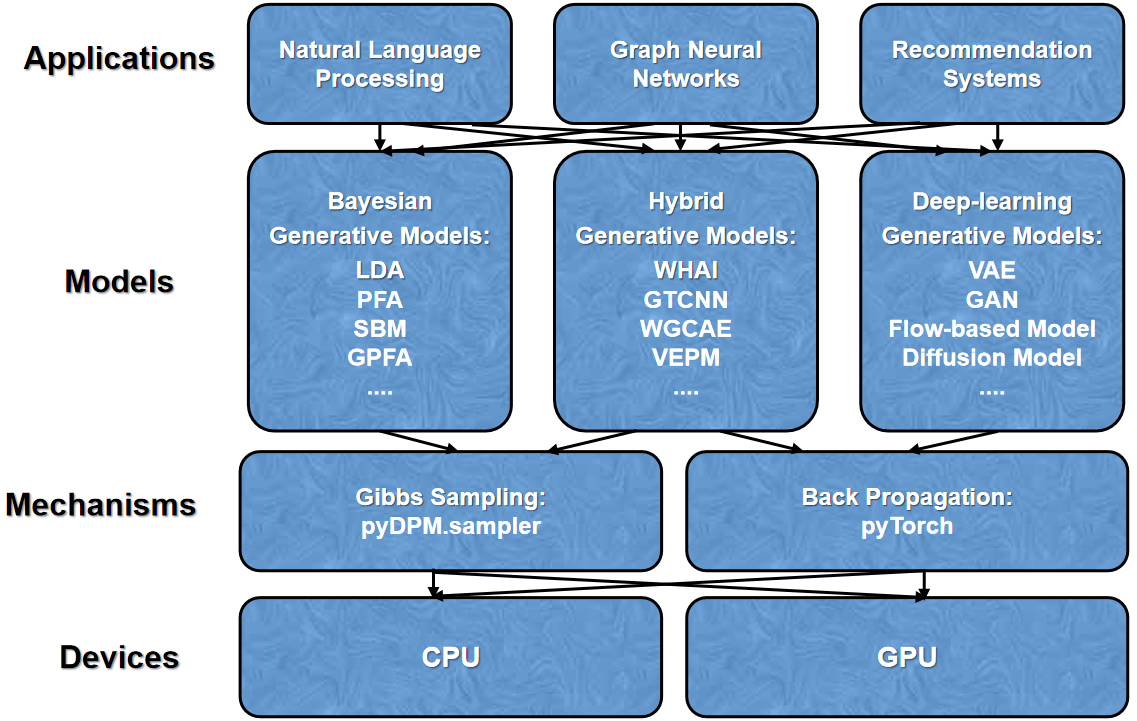 Applications
Natural Language
Processing
Graph Neural
Networks
Recommendation
Systems
Models
Bayesian
Generative Models:
LDA
PFA
SBM
GPFA
....
Hybrid
Generative Models:
WHAI
GTCNN
WGCAE
VEPM
....
Deep-learning
Generative Models:
VAE
GAN
Flow-based Model
Diffusion Model
....
Mechanisms
Gibbs Sampling:
pyDPM.sampler
Back Propagation:
pyTorch
Devices
CPU
GPU